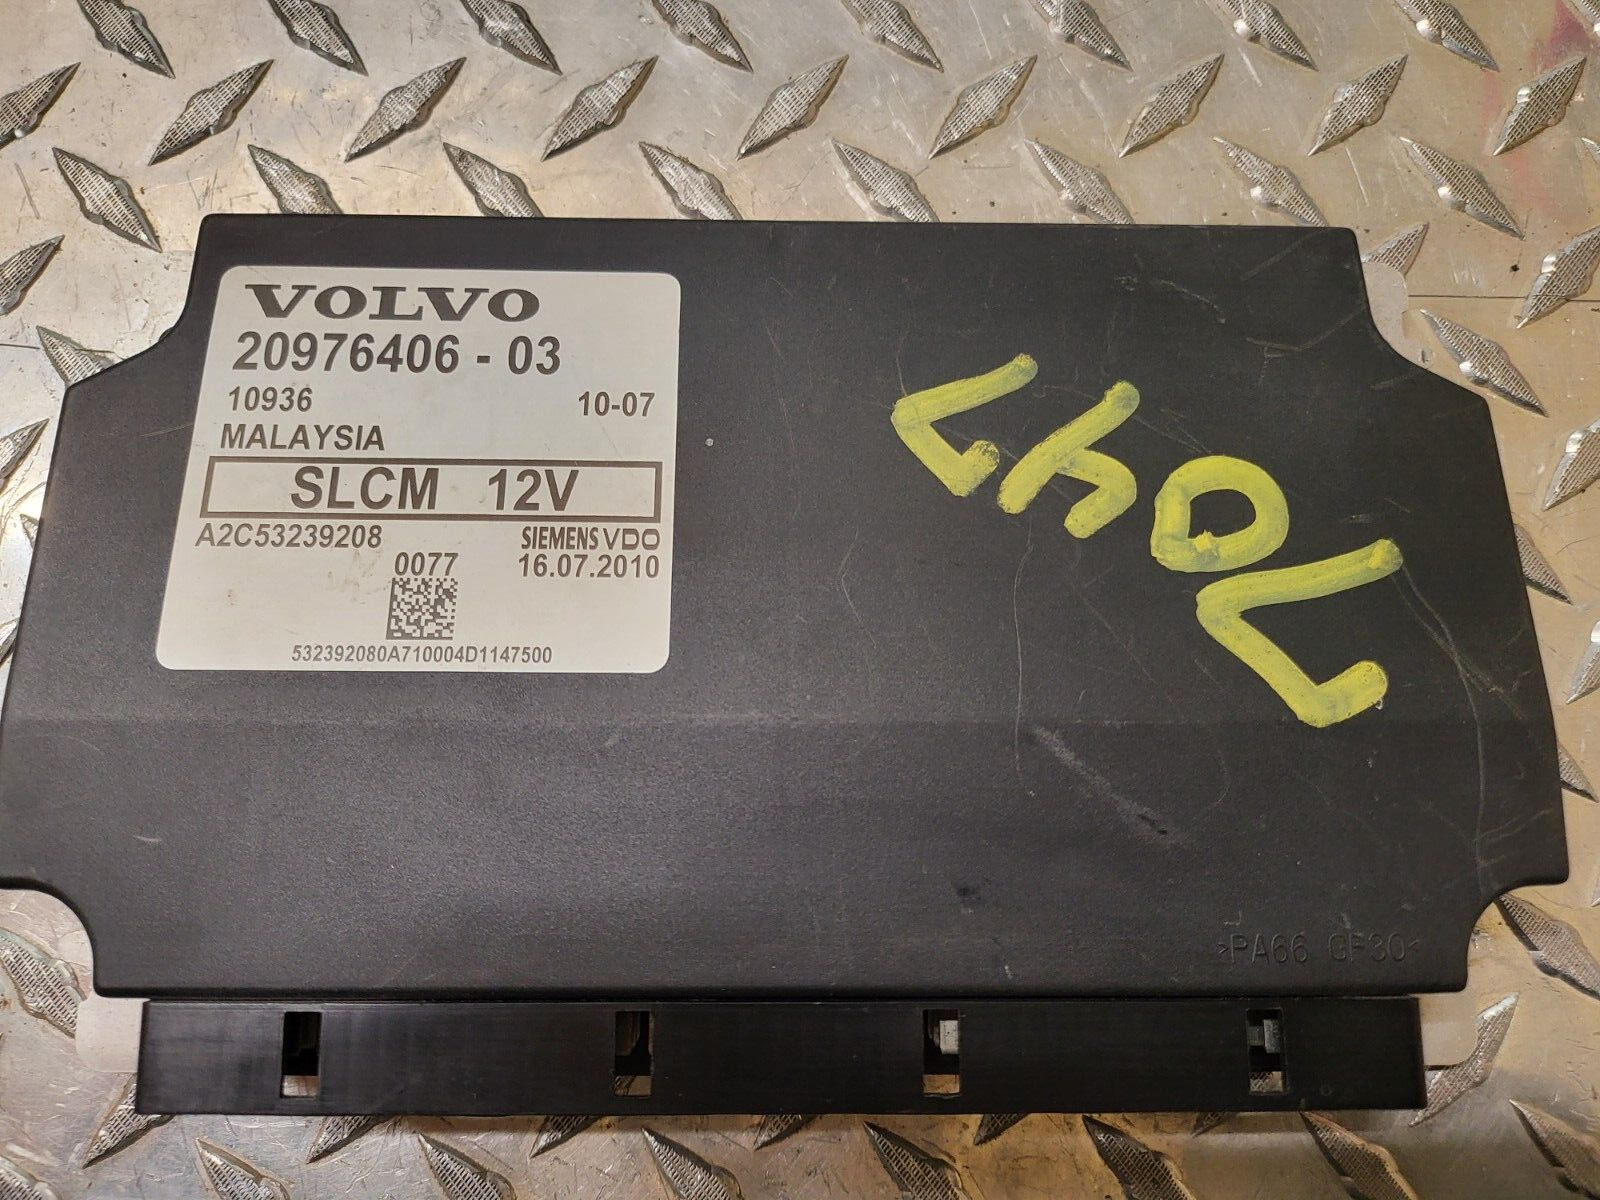 VOLVO
20976406 - 03
10936 10-07
MALAYSIA
SLCM 12V
A2C53239208 SIEMENS VDO
0077 16.07.2010
532392080A710004D1147500
7047
>PA66 GF30<